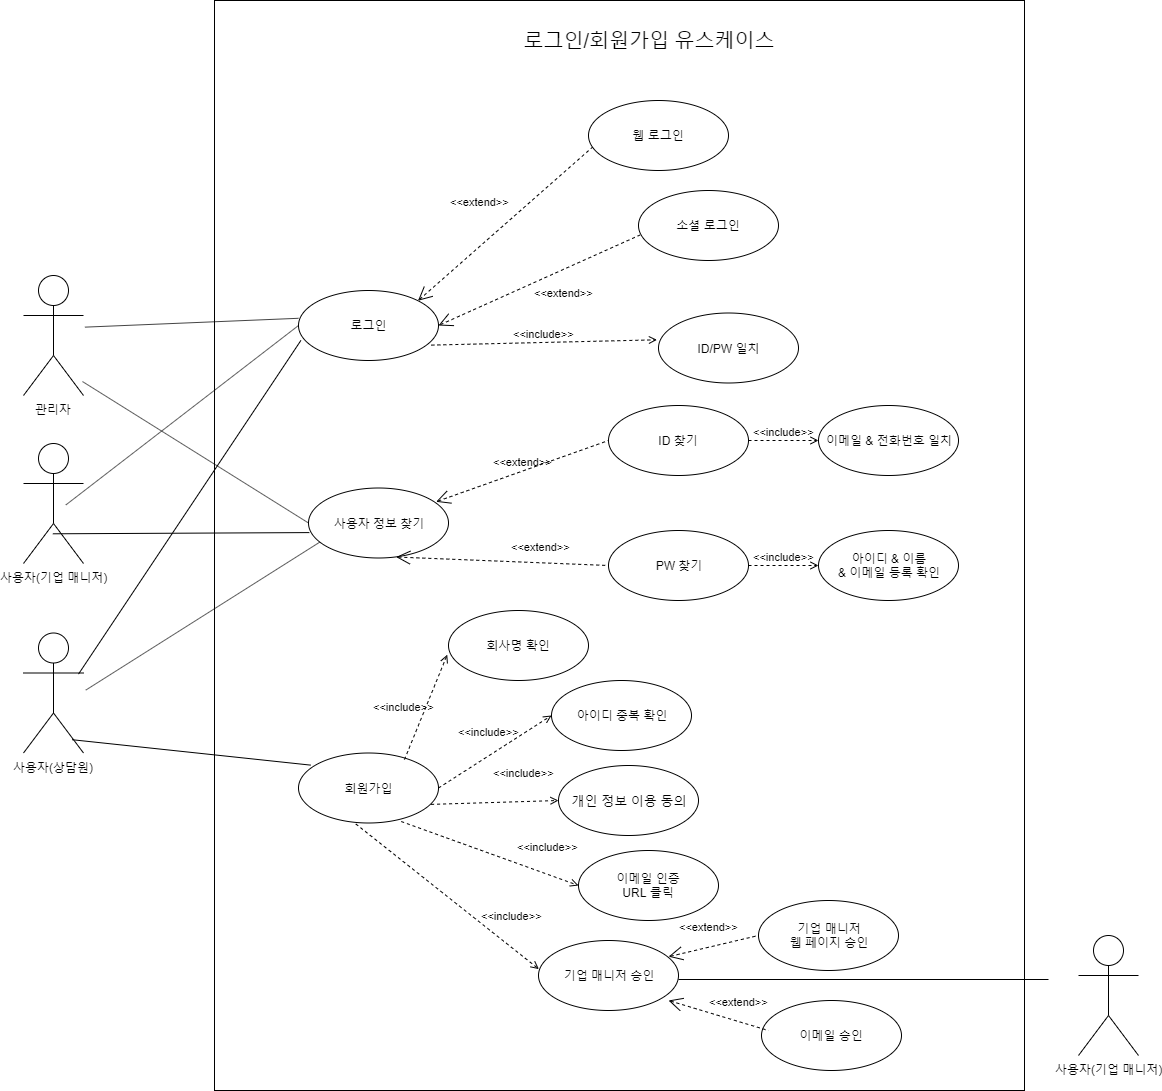 로그인/회원가입 유스케이스
웹 로그인
<<extend>>
소셜 로그인
<<extend>>
로그인
<<include>>
ID/PW 일치
관리자
ID 찾기
<<include>>
이메일 & 전화번호 일치
<<extend>>
사용자 정보 찾기
사용자(기업 매니저)
<<extend>>
PW 찾기
<<include>>
아이디 & 이름
& 이메일 등록 확인
회사명 확인
<<include>>
아이디 중복 확인
<<include>>
사용자(상담원)
회원가입
<<include>>
개인 정보 이용 동의
<<include>>
이메일 인증
URL 클릭
<<include>>
<<extend>>
기업 매니저
웹 페이지 승인
기업 매니저 승인
<<extend>>
이메일 승인
사용자(기업 매니저)